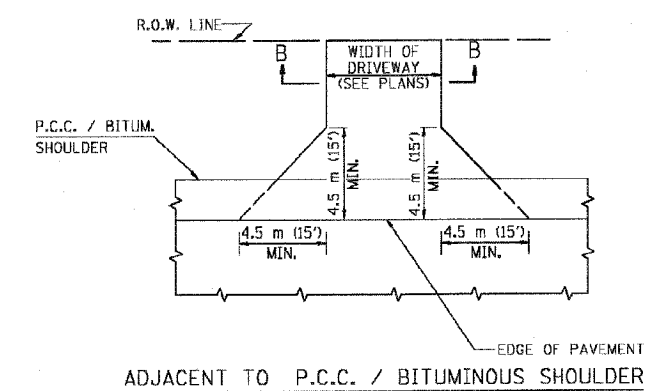 R.O.W. LINE
B
WIDTH OF
DRIVEWAY
(SEE PLANS)
B
P.C.C. / BITUM.
SHOULDER
4.5 m (15')
MIN.
4.5 m (15')
MIN.
4.5 m (15')
MIN.
4.5 m (15')
MIN.
EDGE OF PAVEMENT
ADJACENT TO P.C.C. / BITUMINOUS SHOULDER